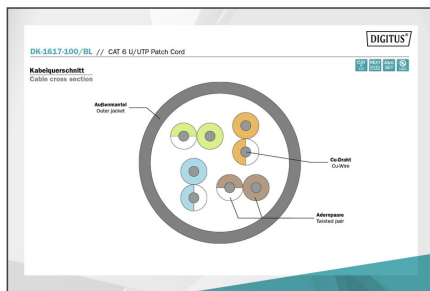 DIGITUS®
DK-1617-100/BL // CAT 6 U/UTP Patch Cord
Kabelquerschnitt
Cable cross section
Außenmantel
Outer jacket
Cu-Draht
Cu-Wire
Adernpaare
Twisted pair